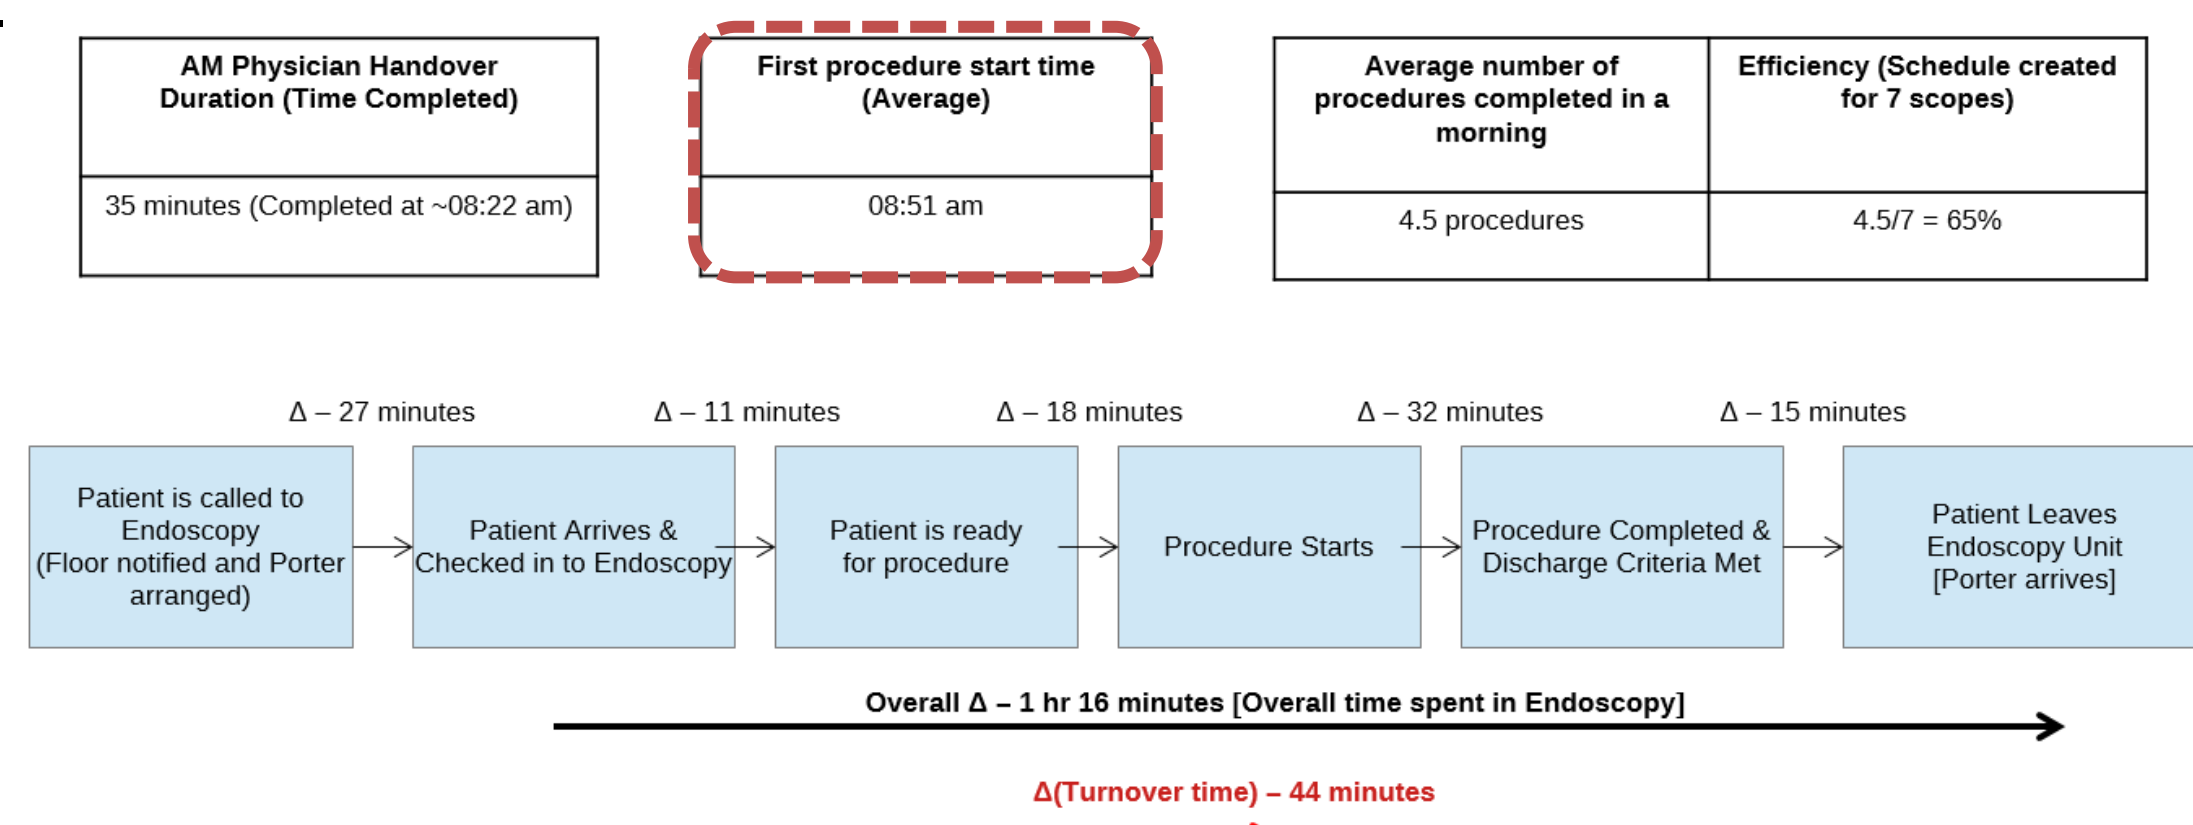 AM Physician Handover
Duration (Time Completed)
35 minutes (Completed at ~08:22 am)
First procedure start time
(Average)
08:51 am
Average number of
procedures completed in a
morning
Efficiency (Schedule created
for 7 scopes)
4.5 procedures
4.5/7 = 65%
Δ – 27 minutes
Δ – 11 minutes
Δ – 18 minutes
Δ – 32 minutes
Δ – 15 minutes
Patient is called to
Endoscopy
(Floor notified and Porter
arranged)
Patient Arrives &
Checked in to Endoscopy
Patient is ready
for procedure
Procedure Starts
Procedure Completed &
Discharge Criteria Met
Patient Leaves
Endoscopy Unit
[Porter arrives]
Overall Δ – 1 hr 16 minutes [Overall time spent in Endoscopy]
Δ(Turnover time) – 44 minutes